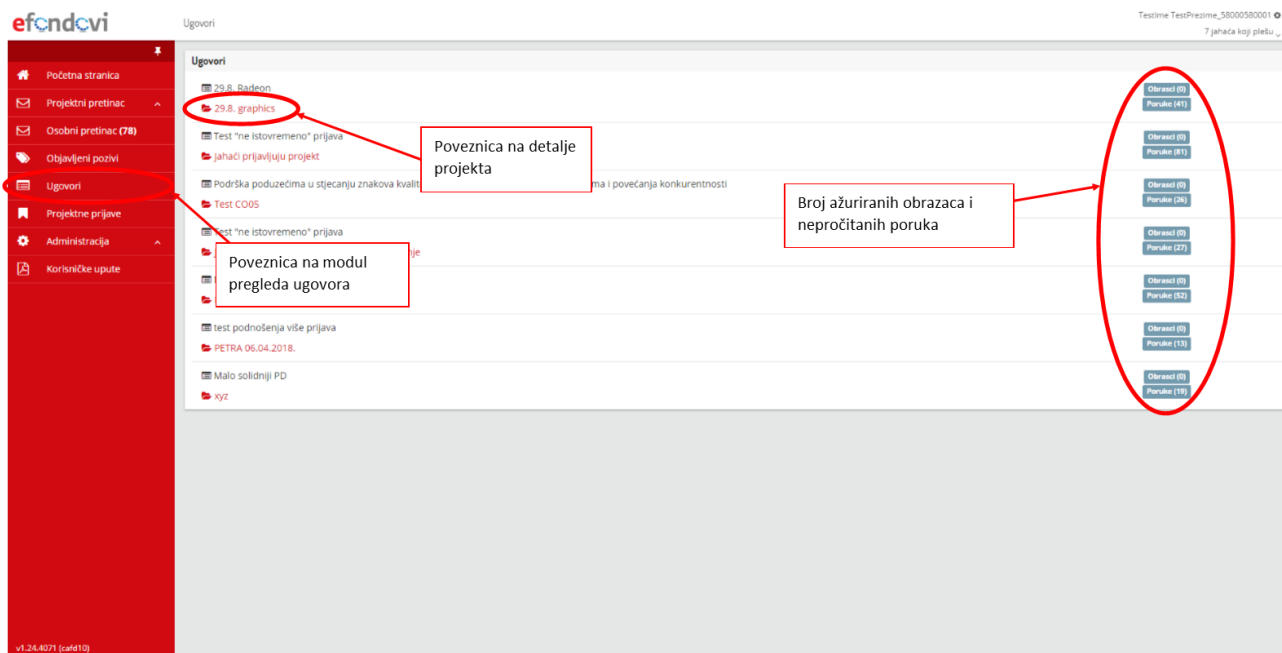 efondovi
Ugovori
Testime TestPrezime_58000580001
7 jahaća koji plešu
Početna stranica
Projektni pretinac
Osobni pretinac (78)
Objavljeni pozivi
Ugovori
Projektne prijave
Administracija
Korisničke upute
v1.24.4071 (cafd10)
Ugovori
29.8. Radeon
29.8. graphics
Obrasci (0)
Poruke (41)
Test "ne istovremeno" prijava
Jahaći prijavljuju projekt
Obrasci (0)
Poruke (81)
Podrška poduzećima u stjecanju znakova kvalit ma i povećanja konkurentnosti
Test CO05
Obrasci (0)
Poruke (26)
Test "ne istovremeno" prijava
Obrasci (0)
Poruke (27)
Obrasci (0)
Poruke (52)
test podnošenja više prijava
PETRA 06.04.2018.
Obrasci (0)
Poruke (13)
Malo solidniji PD
xyz
Obrasci (0)
Poruke (19)
Poveznica na detalje
projekta
Broj ažuriranih obrazaca i
nepročitanih poruka
Poveznica na modul
pregleda ugovora